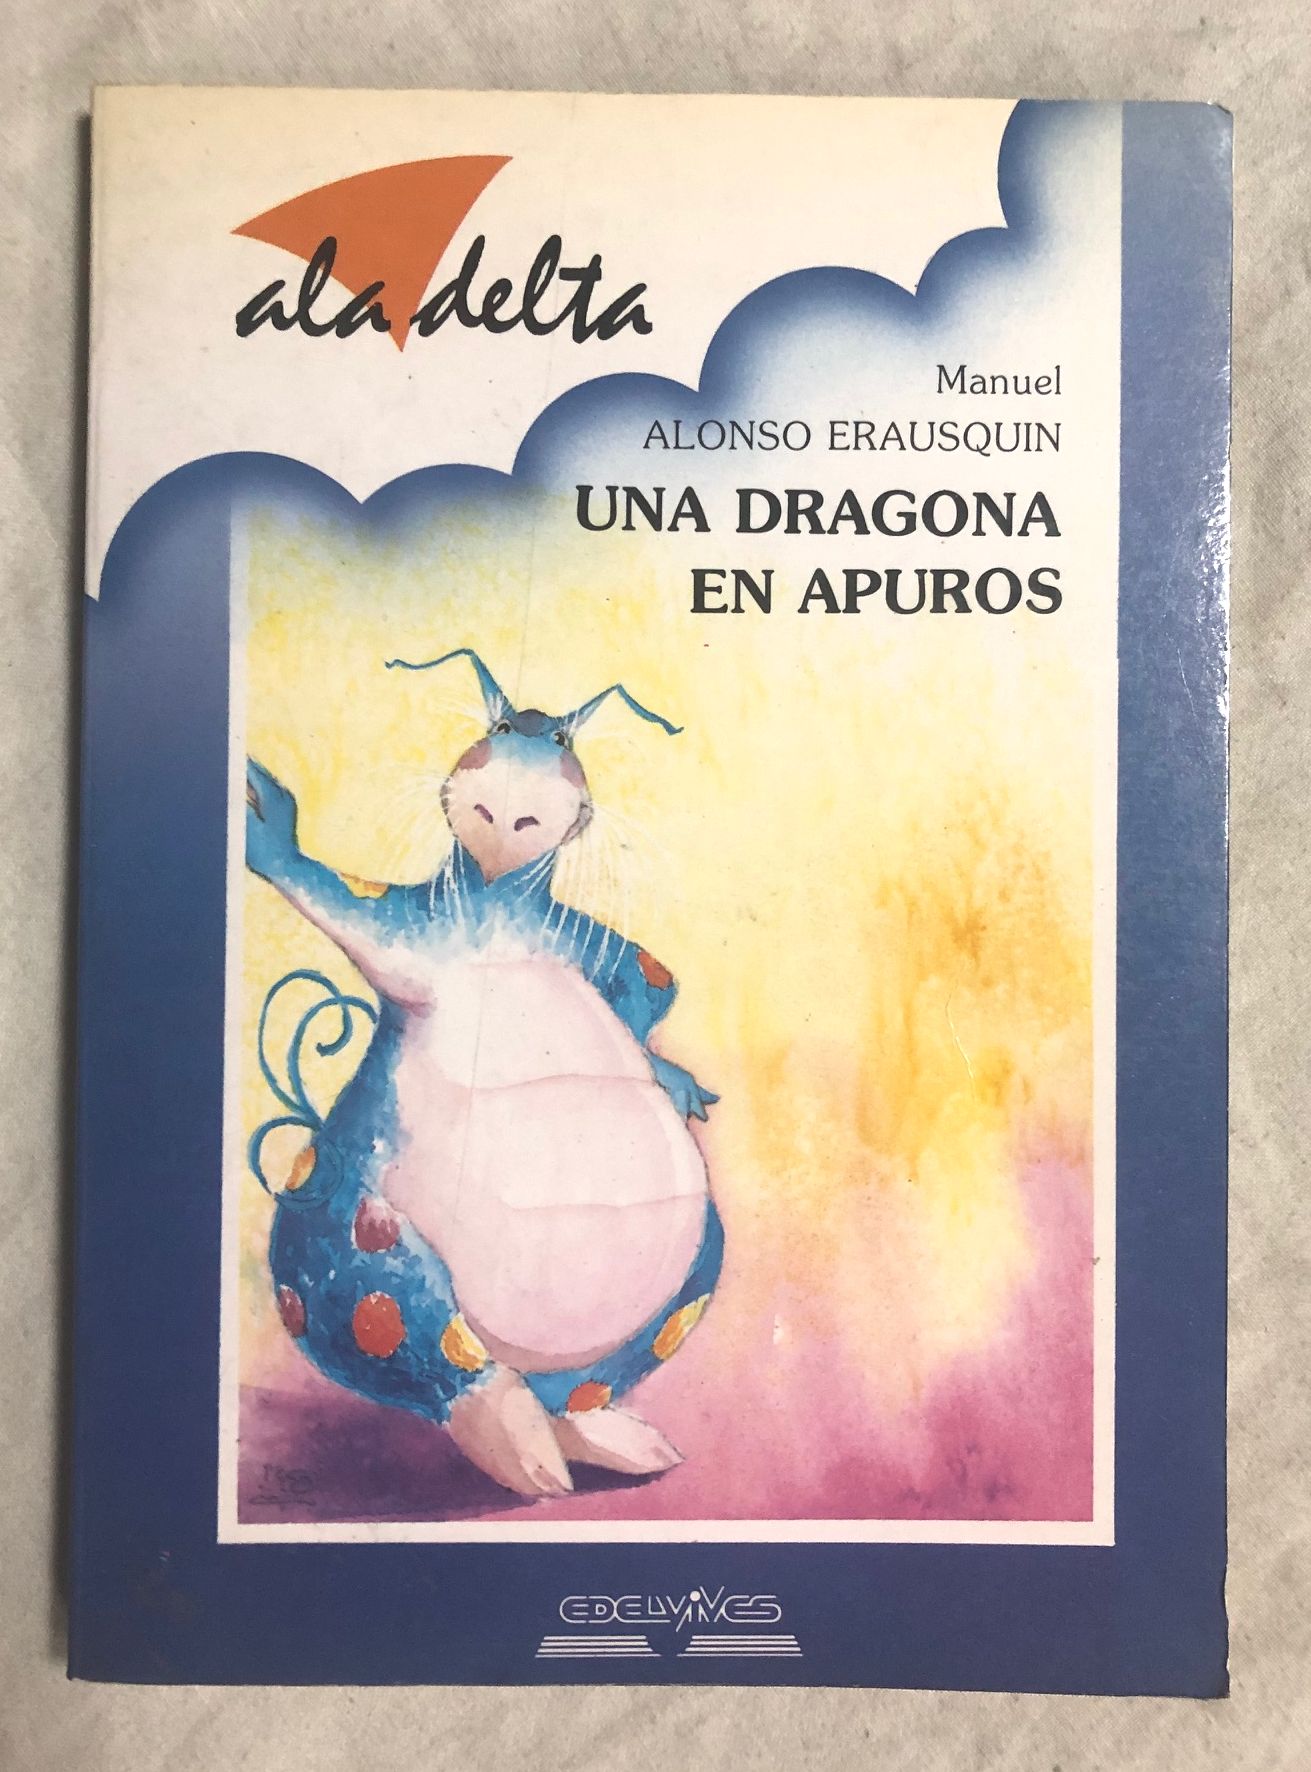 ala delta
Manuel
ALONSO ERAUSQUIN
UNA DRAGONA
EN APUROS
EDELVIVES